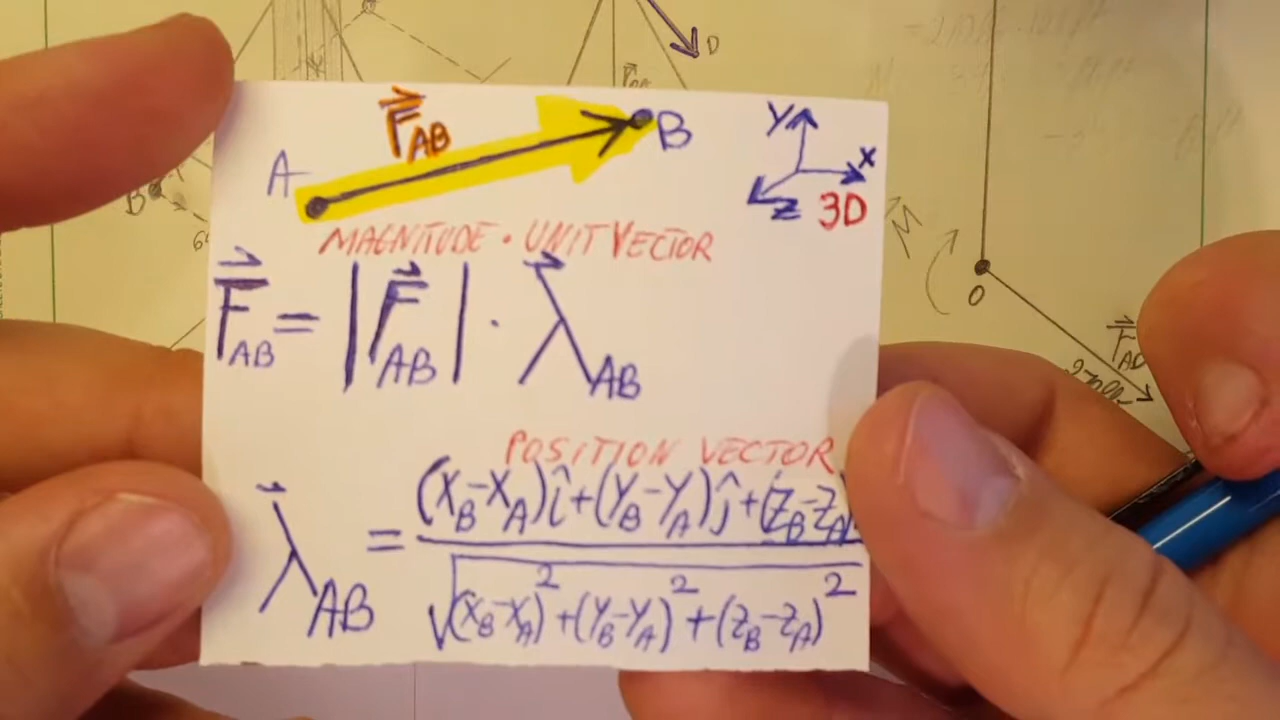 D
F⃗AB
A
B
Y
X
Z
3D
B
MAGNITUDE · UNIT VECTOR
F⃗AB = |F⃗AB| · λ⃗AB
M
O
F⃗AD
POSITION VECTOR
λ⃗AB = (XB-XA)î+(YB-YA)ĵ+(ZB-ZA)
√(XB-XA)²+(YB-YA)²+(ZB-ZA)²